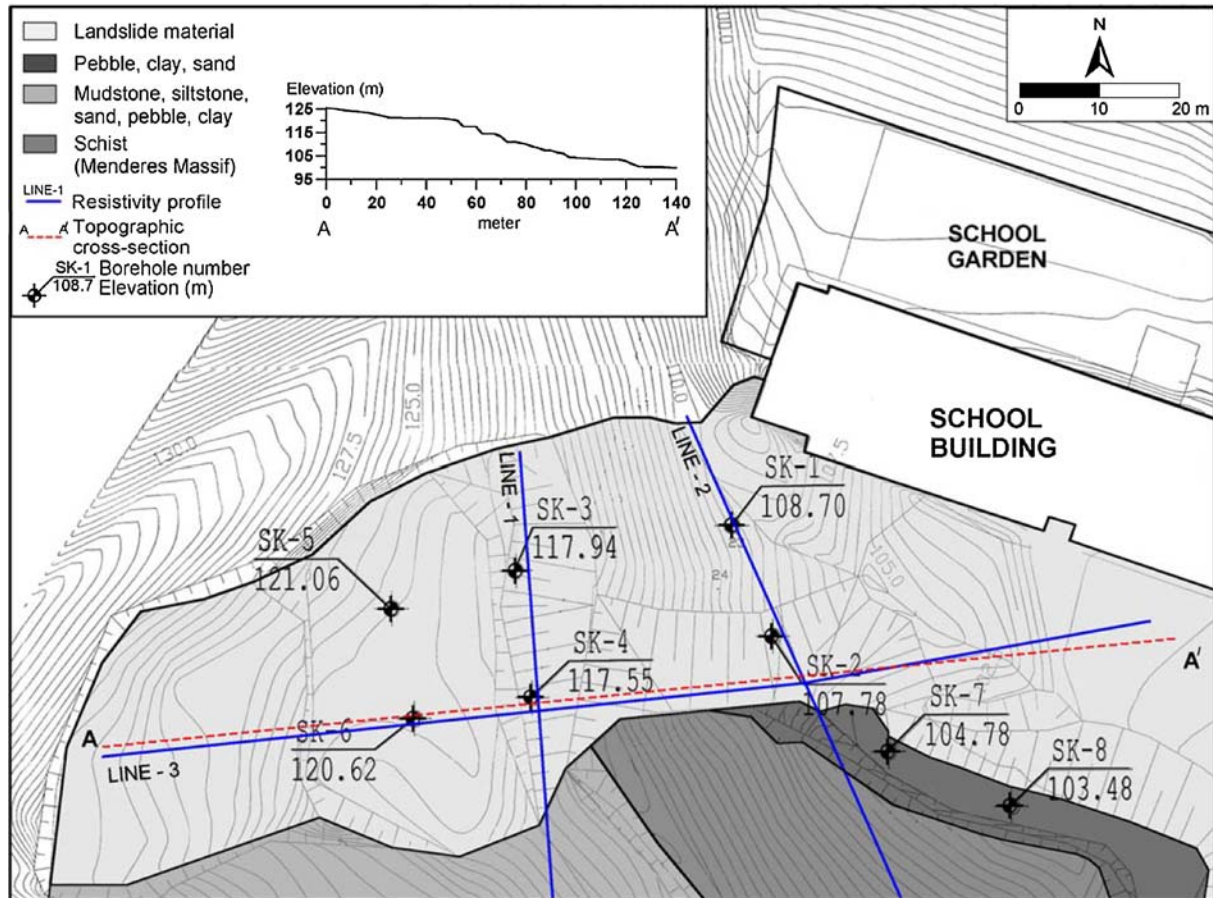 Landslide material
Pebble, clay, sand
Mudstone, siltstone,
sand, pebble, clay
Schist
(Menderes Massif)
LINE-1
Resistivity profile
A A'
Topographic
cross-section
SK-1
108.7
Borehole number
Elevation (m)
Elevation (m)
125
115
105
95
0 20 40 60 80 100 120 140
A meter A'
N
0 10 20 m
SCHOOL
GARDEN
SCHOOL
BUILDING
110.0
125.0
127.5
130.0
105.0
24
LINE - 1
LINE - 2
SK-1
108.70
SK-3
117.94
SK-5
121.06
SK-4
117.55
SK-2
107.78
SK-7
104.78
SK-6
120.62
SK-8
103.48
A
A'
LINE - 3